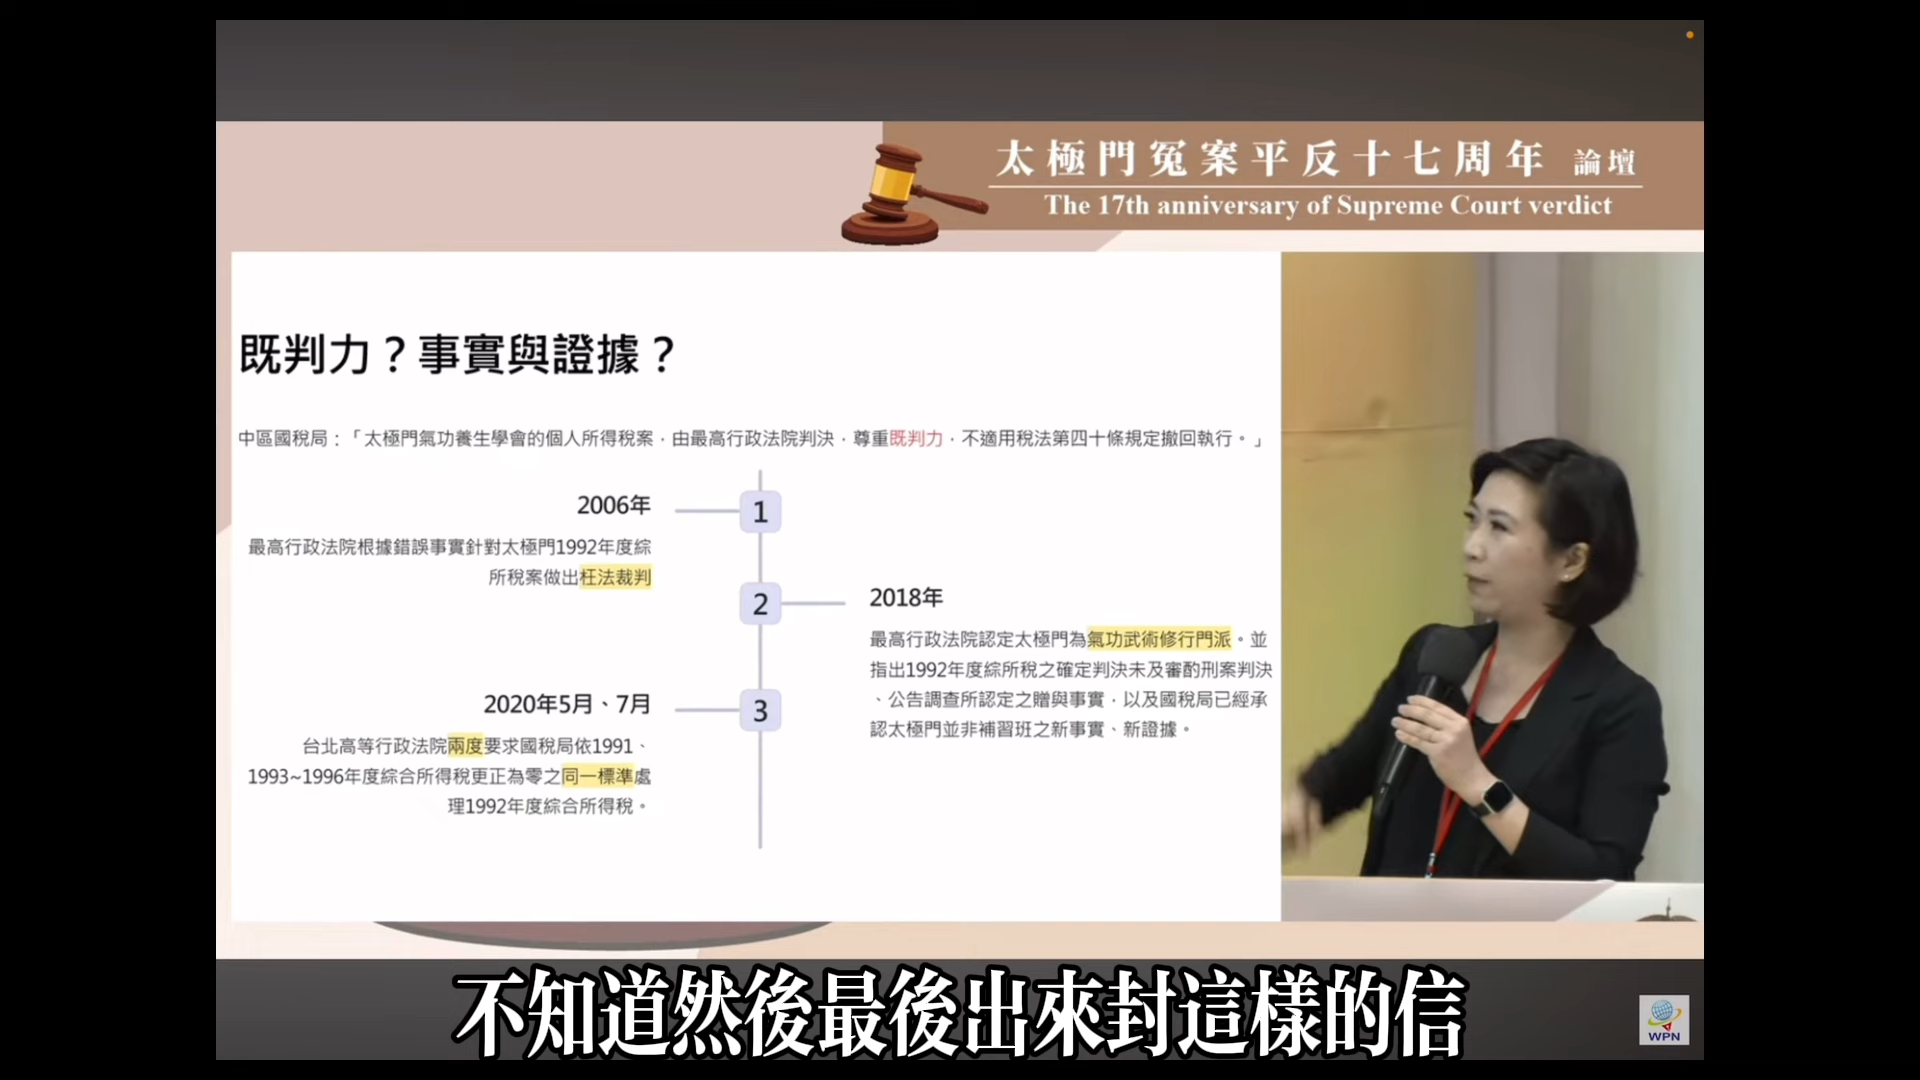 太極門冤案平反十七周年 論壇
The 17th anniversary of Supreme Court verdict
既判力？事實與證據？
中區國稅局：「太極門氣功養生學會的個人所得稅案，由最高行政法院判決，尊重既判力，不適用稅法第四十條規定撤回執行。」
2006年
1
最高行政法院根據錯誤事實針對太極門1992年度綜
所稅案做出枉法裁判
2
2018年
最高行政法院認定太極門為氣功武術修行門派。並
指出1992年度綜所稅之確定判決未及審酌刑案判決
、公告調查所認定之贈與事實，以及國稅局已經承
認太極門並非補習班之新事實、新證據。
2020年5月、7月
3
台北高等行政法院兩度要求國稅局依1991、
1993~1996年度綜合所得稅更正為零之同一標準處
理1992年度綜合所得稅。
不知道然後最後出來封這樣的信
WPN